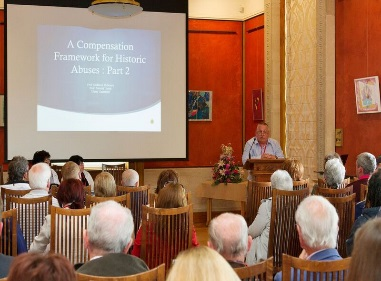 A Compensation
Framework for Historic
Abuses : Part 2